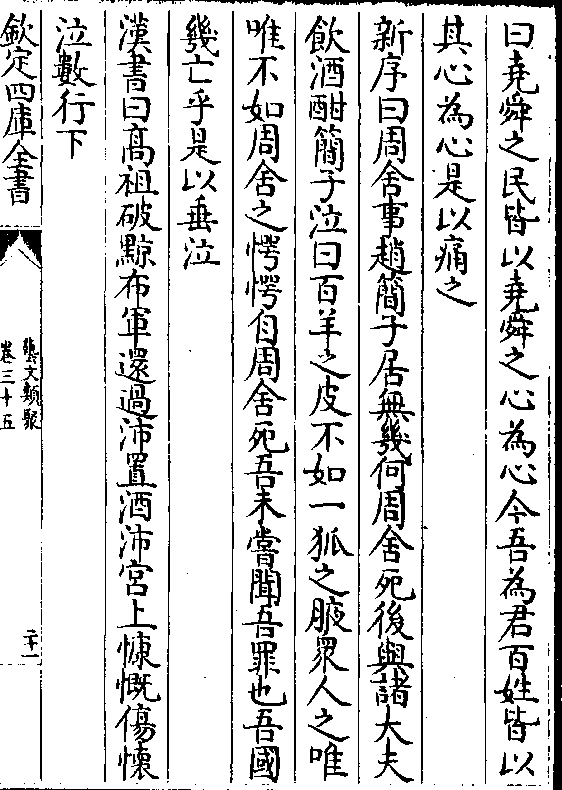 曰堯舜之民皆以堯舜之心為心今吾為君百姓皆以
其心為心是以痛之
新序曰周舍事趙簡子居無幾何周舍死後與諸大夫
飲酒酣簡子泣曰百羊之皮不如一狐之腋眾人之唯
唯不如周舍之愕愕自周舍死吾未嘗聞吾罪也吾國
幾亡乎是以垂泣
漢書曰高祖破黥布軍還過沛置酒沛宮上慷慨傷懷
泣數行下
欽定四庫全書
藝文類聚
卷三十五
二十一